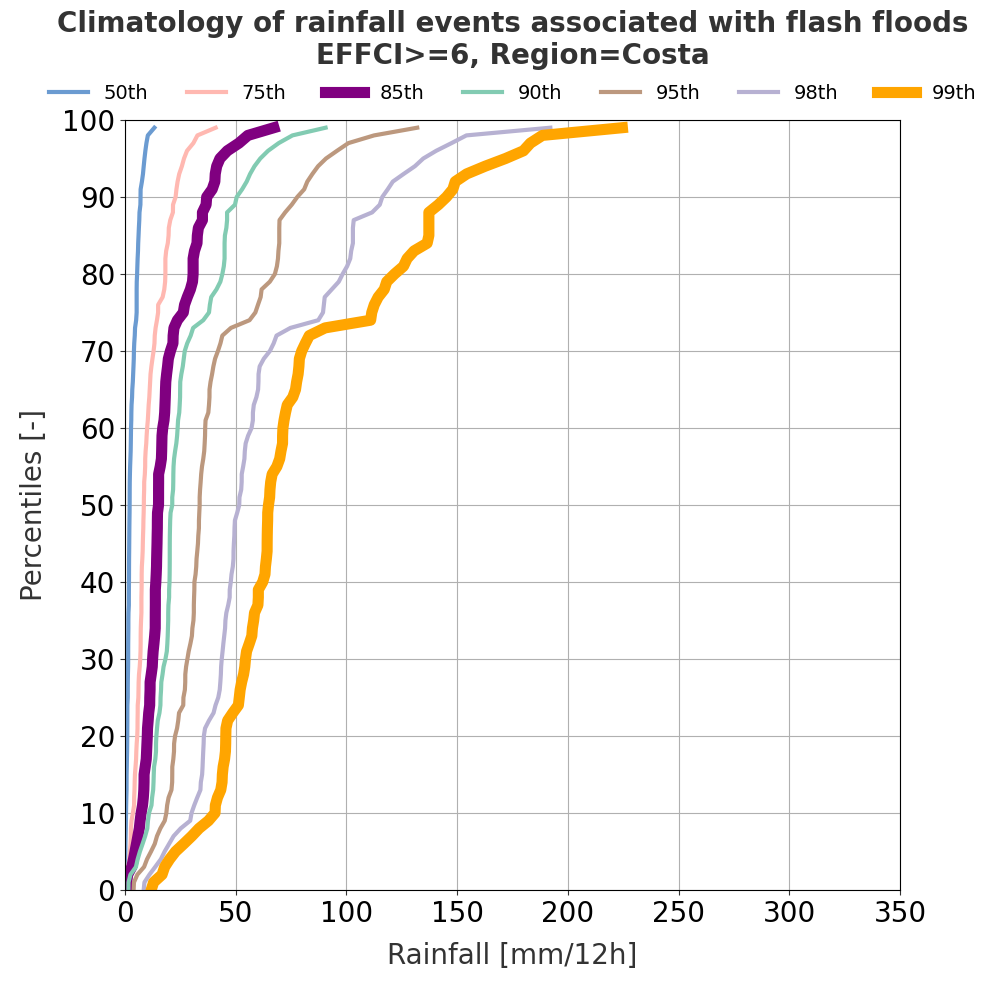 Climatology of rainfall events associated with flash floods
EFFCI>=6, Region=Costa
50th 75th 85th 90th 95th 98th 99th
100
90
80
70
60
50
40
30
20
10
0
Percentiles [-]
0 50 100 150 200 250 300 350
Rainfall [mm/12h]